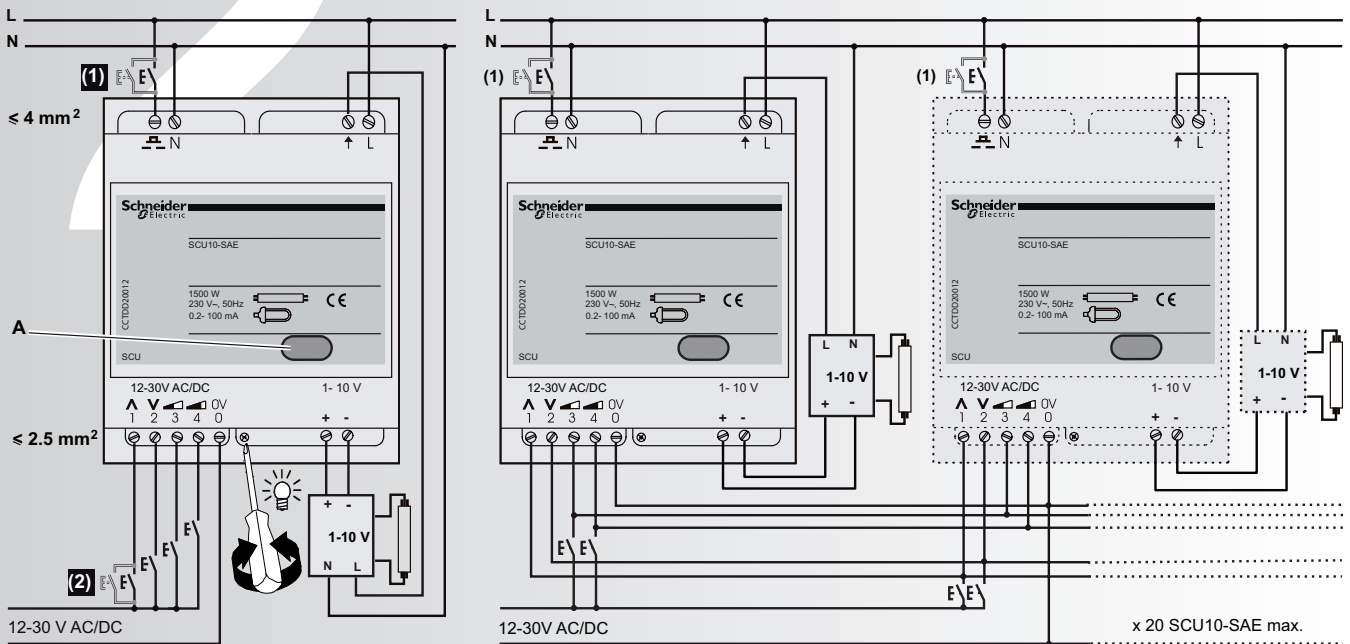 L
N
(1)
≤ 4 mm²
N
↑ L
Schneider
Electric
SCU10-SAE
CCTDD20012
1500 W
230 V~, 50Hz
0.2- 100 mA
CE
A
SCU
12-30V AC/DC
1- 10 V
∧ V 0V
1 2 3 4 0
+ -
≤ 2.5 mm²
+ -
1-10 V
N L
E
E
E
(2) E E
12-30 V AC/DC
L
N
(1) E E
N
↑ L
Schneider
Electric
SCU10-SAE
CCTDD20012
1500 W
230 V~, 50Hz
0.2- 100 mA
CE
SCU
12-30V AC/DC
1- 10 V
∧ V 0V
1 2 3 4 0
+ -
L N
1-10 V
+ -
E E
12-30V AC/DC
(1) E E
N
↑ L
Schneider
Electric
SCU10-SAE
CCTDD20012
1500 W
230 V~, 50Hz
0.2- 100 mA
CE
SCU
12-30V AC/DC
1- 10 V
∧ V 0V
1 2 3 4 0
+ -
L N
1-10 V
+ -
E E
x 20 SCU10-SAE max.